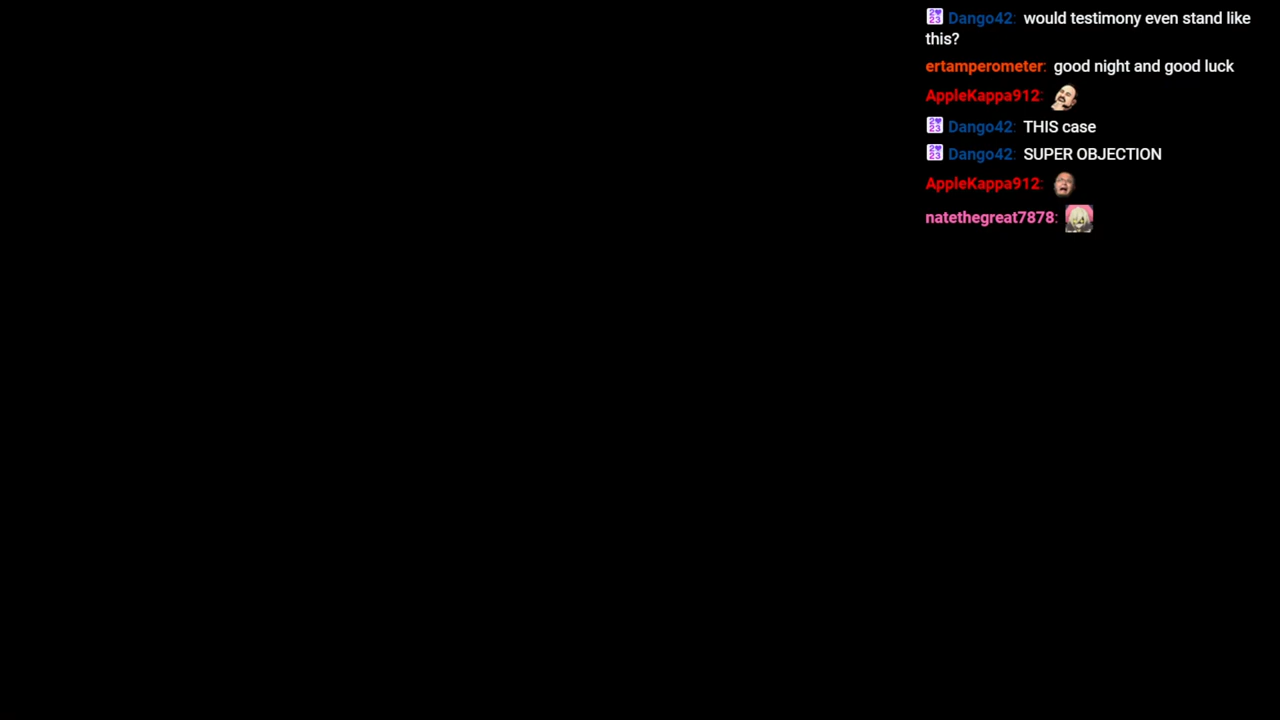 Dango42: would testimony even stand like
this?
ertamperometer: good night and good luck
AppleKappa912:
Dango42: THIS case
Dango42: SUPER OBJECTION
AppleKappa912:
natethegreat7878: